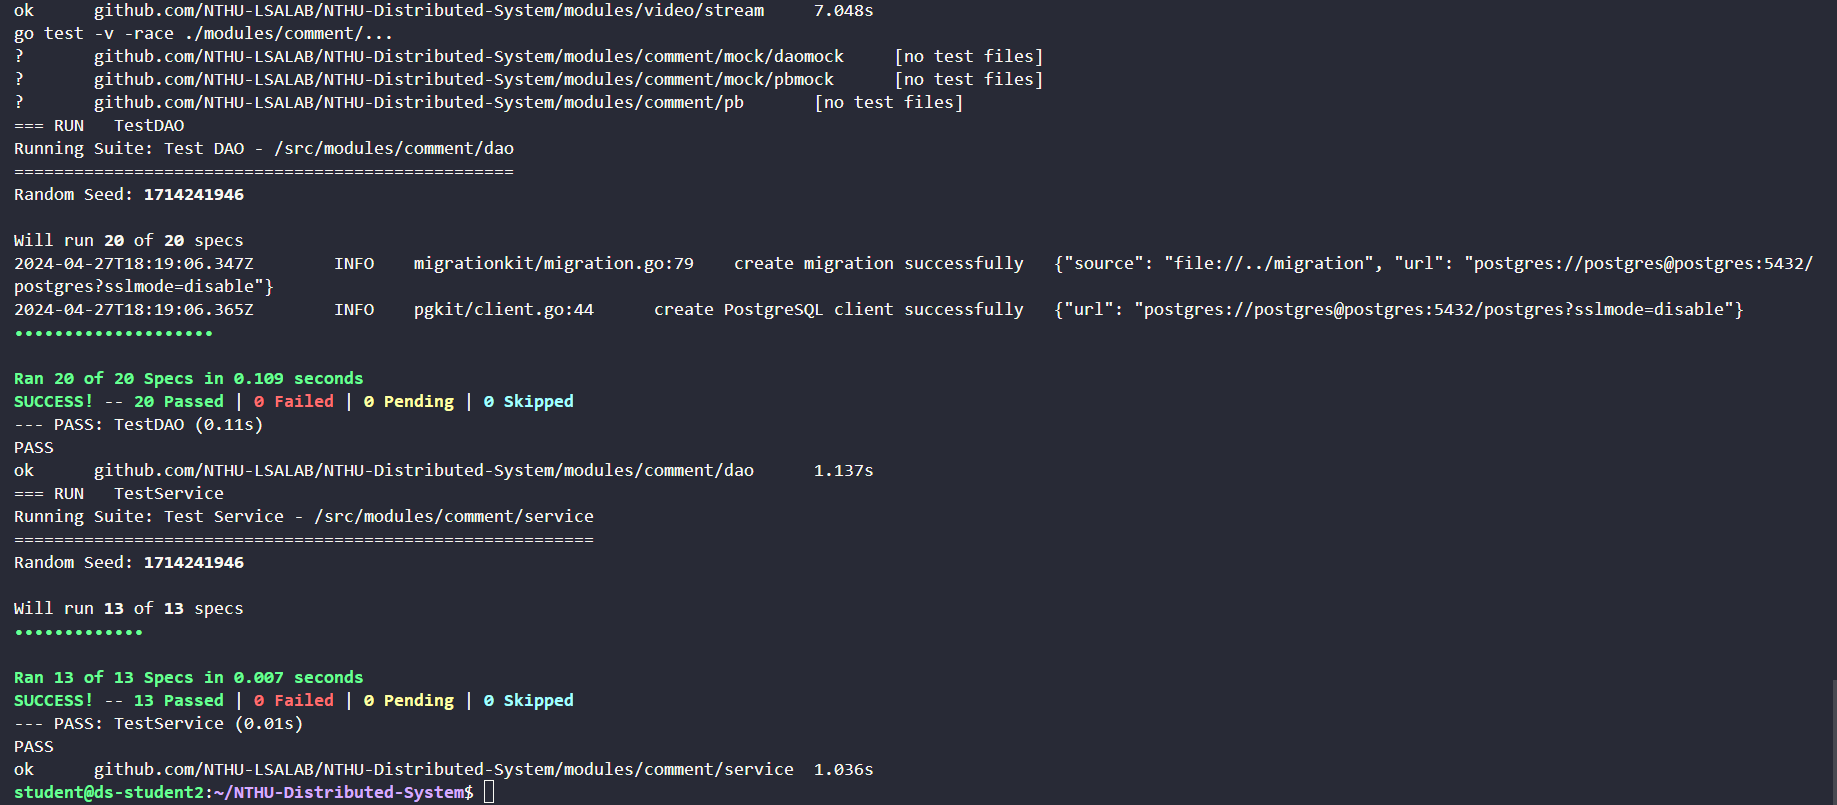 ok      github.com/NTHU-LSALAB/NTHU-Distributed-System/modules/video/stream     7.048s
go test -v -race ./modules/comment/...
?       github.com/NTHU-LSALAB/NTHU-Distributed-System/modules/comment/mock/daomock     [no test files]
?       github.com/NTHU-LSALAB/NTHU-Distributed-System/modules/comment/mock/pbmock      [no test files]
?       github.com/NTHU-LSALAB/NTHU-Distributed-System/modules/comment/pb       [no test files]
=== RUN   TestDAO
Running Suite: Test DAO - /src/modules/comment/dao
==================================================
Random Seed: 1714241946
Will run 20 of 20 specs
2024-04-27T18:19:06.347Z        INFO    migrationkit/migration.go:79    create migration successfully   {"source": "file://../migration", "url": "postgres://postgres@postgres:5432/
postgres?sslmode=disable"}
2024-04-27T18:19:06.365Z        INFO    pgkit/client.go:44      create PostgreSQL client successfully   {"url": "postgres://postgres@postgres:5432/postgres?sslmode=disable"}
••••••••••••••••••••
Ran 20 of 20 Specs in 0.109 seconds
SUCCESS! -- 20 Passed | 0 Failed | 0 Pending | 0 Skipped
--- PASS: TestDAO (0.11s)
PASS
ok      github.com/NTHU-LSALAB/NTHU-Distributed-System/modules/comment/dao      1.137s
=== RUN   TestService
Running Suite: Test Service - /src/modules/comment/service
==========================================================
Random Seed: 1714241946
Will run 13 of 13 specs
•••••••••••••
Ran 13 of 13 Specs in 0.007 seconds
SUCCESS! -- 13 Passed | 0 Failed | 0 Pending | 0 Skipped
--- PASS: TestService (0.01s)
PASS
ok      github.com/NTHU-LSALAB/NTHU-Distributed-System/modules/comment/service  1.036s
student@ds-student2:~/NTHU-Distributed-System$